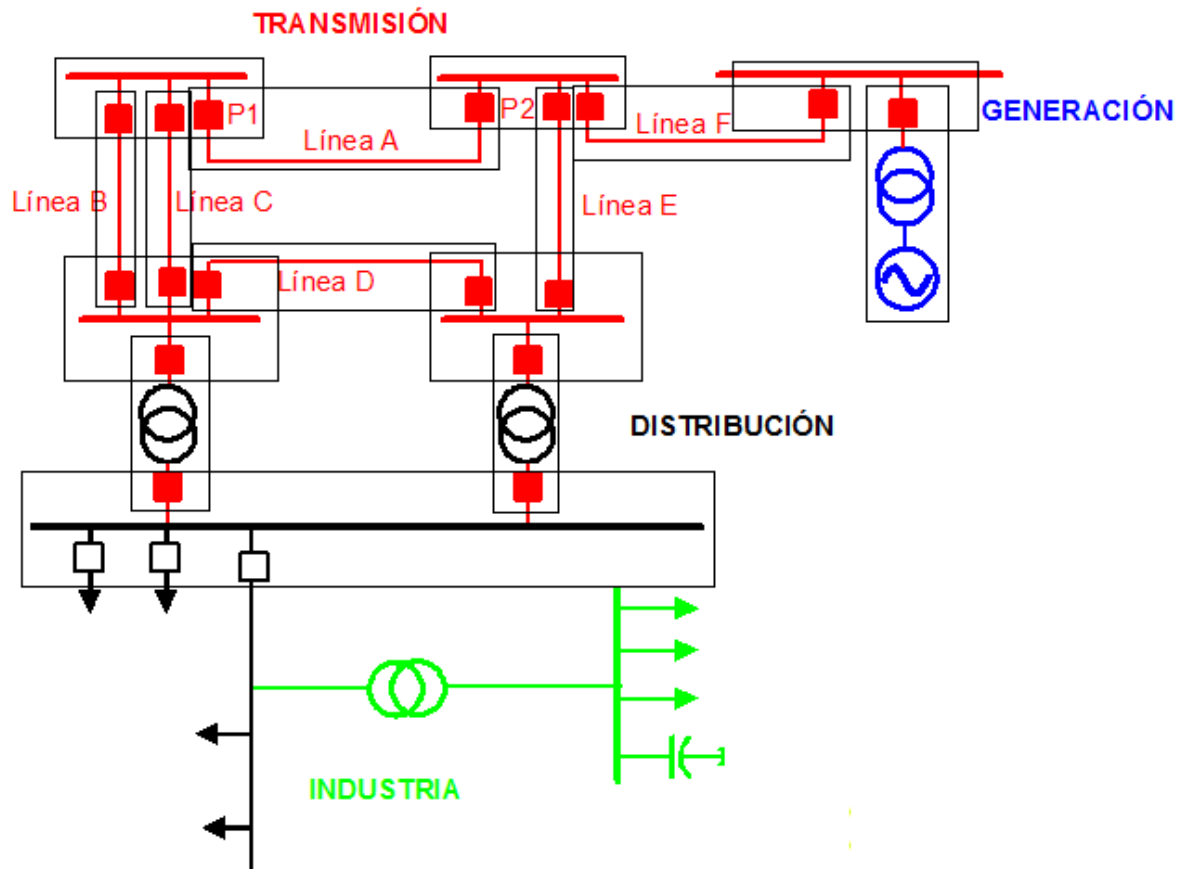 TRANSMISIÓN
P1
P2
Línea A
Línea F
GENERACIÓN
Línea B
Línea C
Línea E
Línea D
DISTRIBUCIÓN
INDUSTRIA